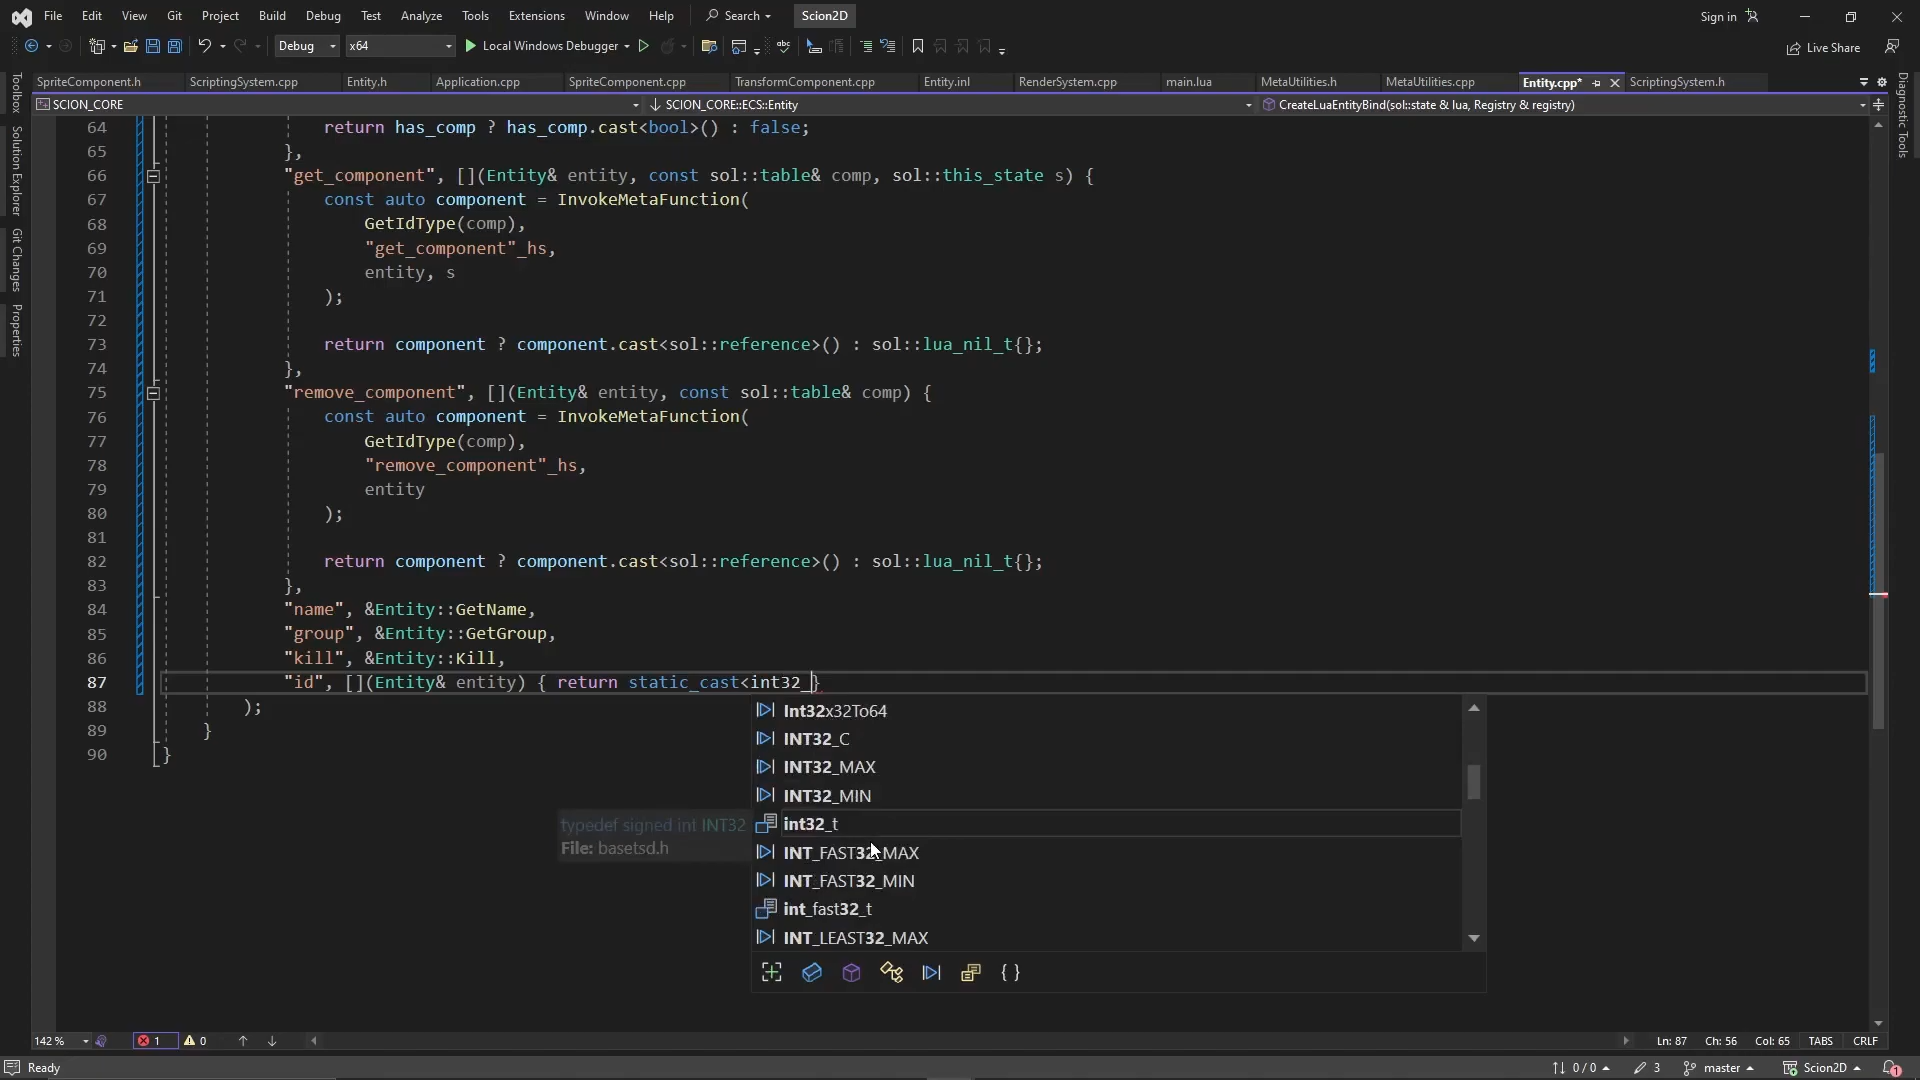 File Edit View Git Project Build Debug Test Analyze Tools Extensions Window Help Search Scion2D Sign in
Debug x64 Local Windows Debugger Live Share
SpriteComponent.h ScriptingSystem.cpp Entity.h Application.cpp SpriteComponent.cpp TransformComponent.cpp Entity.inl RenderSystem.cpp main.lua MetaUtilities.h MetaUtilities.cpp Entity.cpp* ScriptingSystem.h
SCION_CORE SCION_CORE::ECS::Entity CreateLuaEntityBind(sol::state & lua, Registry & registry)
Toolbox
Solution Explorer
Git Changes
Properties
Diagnostic Tools
64 return has_comp ? has_comp.cast<bool>() : false;
65 },
66 "get_component", [](Entity& entity, const sol::table& comp, sol::this_state s) {
67 const auto component = InvokeMetaFunction(
68 GetIdType(comp),
69 "get_component"_hs,
70 entity, s
71 );
72
73 return component ? component.cast<sol::reference>() : sol::lua_nil_t{};
74 },
75 "remove_component", [](Entity& entity, const sol::table& comp) {
76 const auto component = InvokeMetaFunction(
77 GetIdType(comp),
78 "remove_component"_hs,
79 entity
80 );
81
82 return component ? component.cast<sol::reference>() : sol::lua_nil_t{};
83 },
84 "name", &Entity::GetName,
85 "group", &Entity::GetGroup,
86 "kill", &Entity::Kill,
87 "id", [](Entity& entity) { return static_cast<int32_}
88 );
89 }
90 }
Int32x32To64
INT32_C
INT32_MAX
INT32_MIN
int32_t
INT_FAST32_MAX
INT_FAST32_MIN
int_fast32_t
INT_LEAST32_MAX
typedef signed int INT32
File: basetsd.h
142 % 1 0 Ln: 87 Ch: 56 Col: 65 TABS CRLF
Ready 0 / 0 3 master Scion2D 1